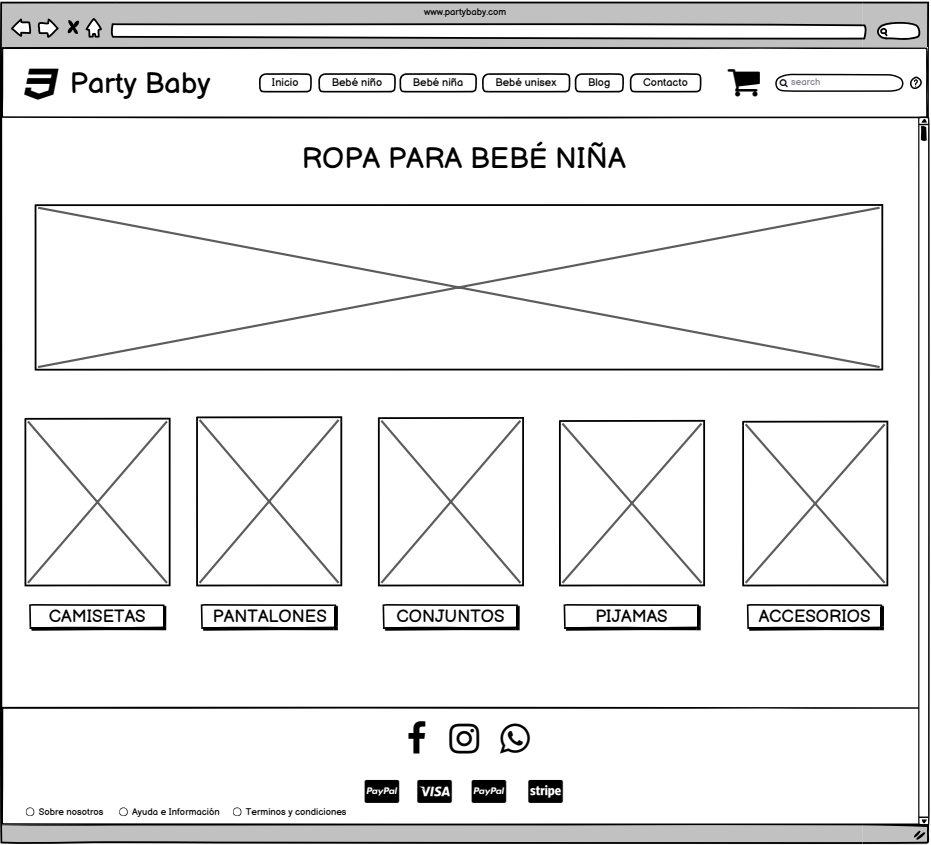 www.partybaby.com
Party Baby
Inicio
Bebé niño
Bebé niña
Bebé unisex
Blog
Contacto
search
?
ROPA PARA BEBÉ NIÑA
CAMISETAS
PANTALONES
CONJUNTOS
PIJAMAS
ACCESORIOS
PayPal
VISA
PayPal
stripe
Sobre nosotros
Ayuda e Información
Terminos y condiciones